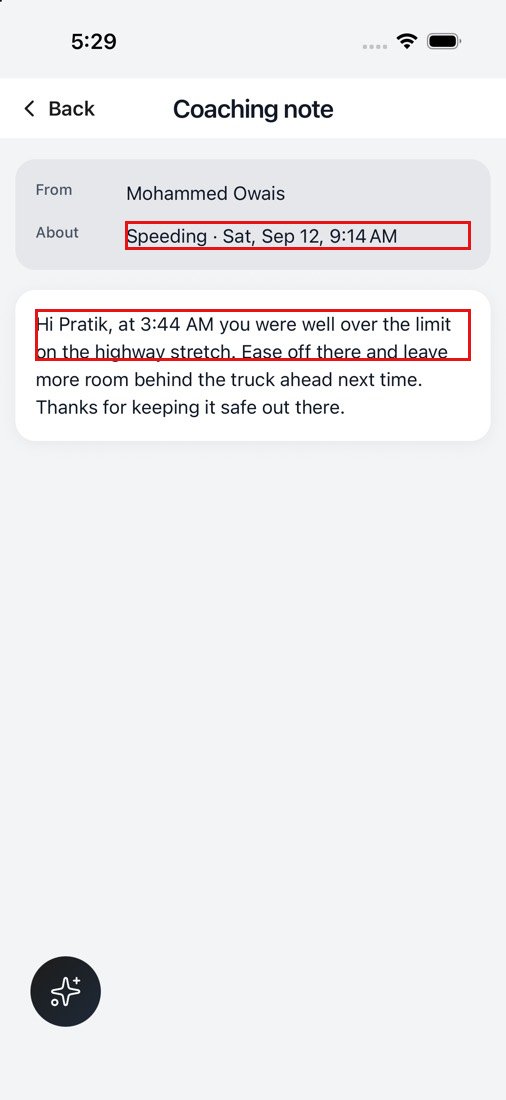 5:29
Back
Coaching note
From
Mohammed Owais
About
Speeding · Sat, Sep 12, 9:14 AM
Hi Pratik, at 3:44 AM you were well over the limit
on the highway stretch. Ease off there and leave
more room behind the truck ahead next time.
Thanks for keeping it safe out there.